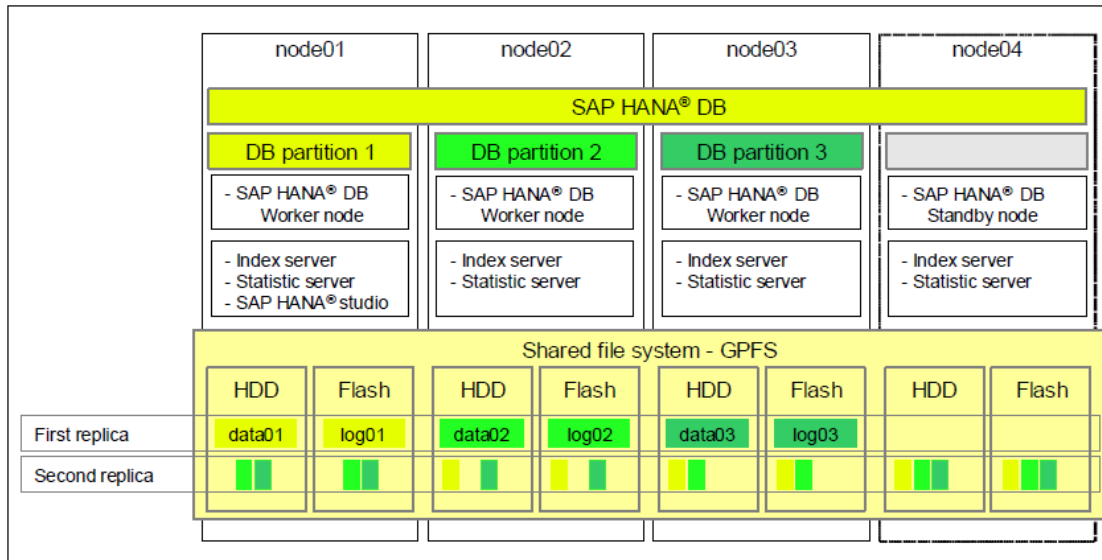 node01 node02 node03 node04
SAP HANA® DB
DB partition 1 DB partition 2 DB partition 3
- SAP HANA® DB
Worker node
- SAP HANA® DB
Worker node
- SAP HANA® DB
Worker node
- SAP HANA® DB
Standby node
- Index server
- Statistic server
- SAP HANA® studio
- Index server
- Statistic server
- Index server
- Statistic server
- Index server
- Statistic server
Shared file system - GPFS
HDD Flash HDD Flash HDD Flash HDD Flash
First replica data01 log01 data02 log02 data03 log03
Second replica